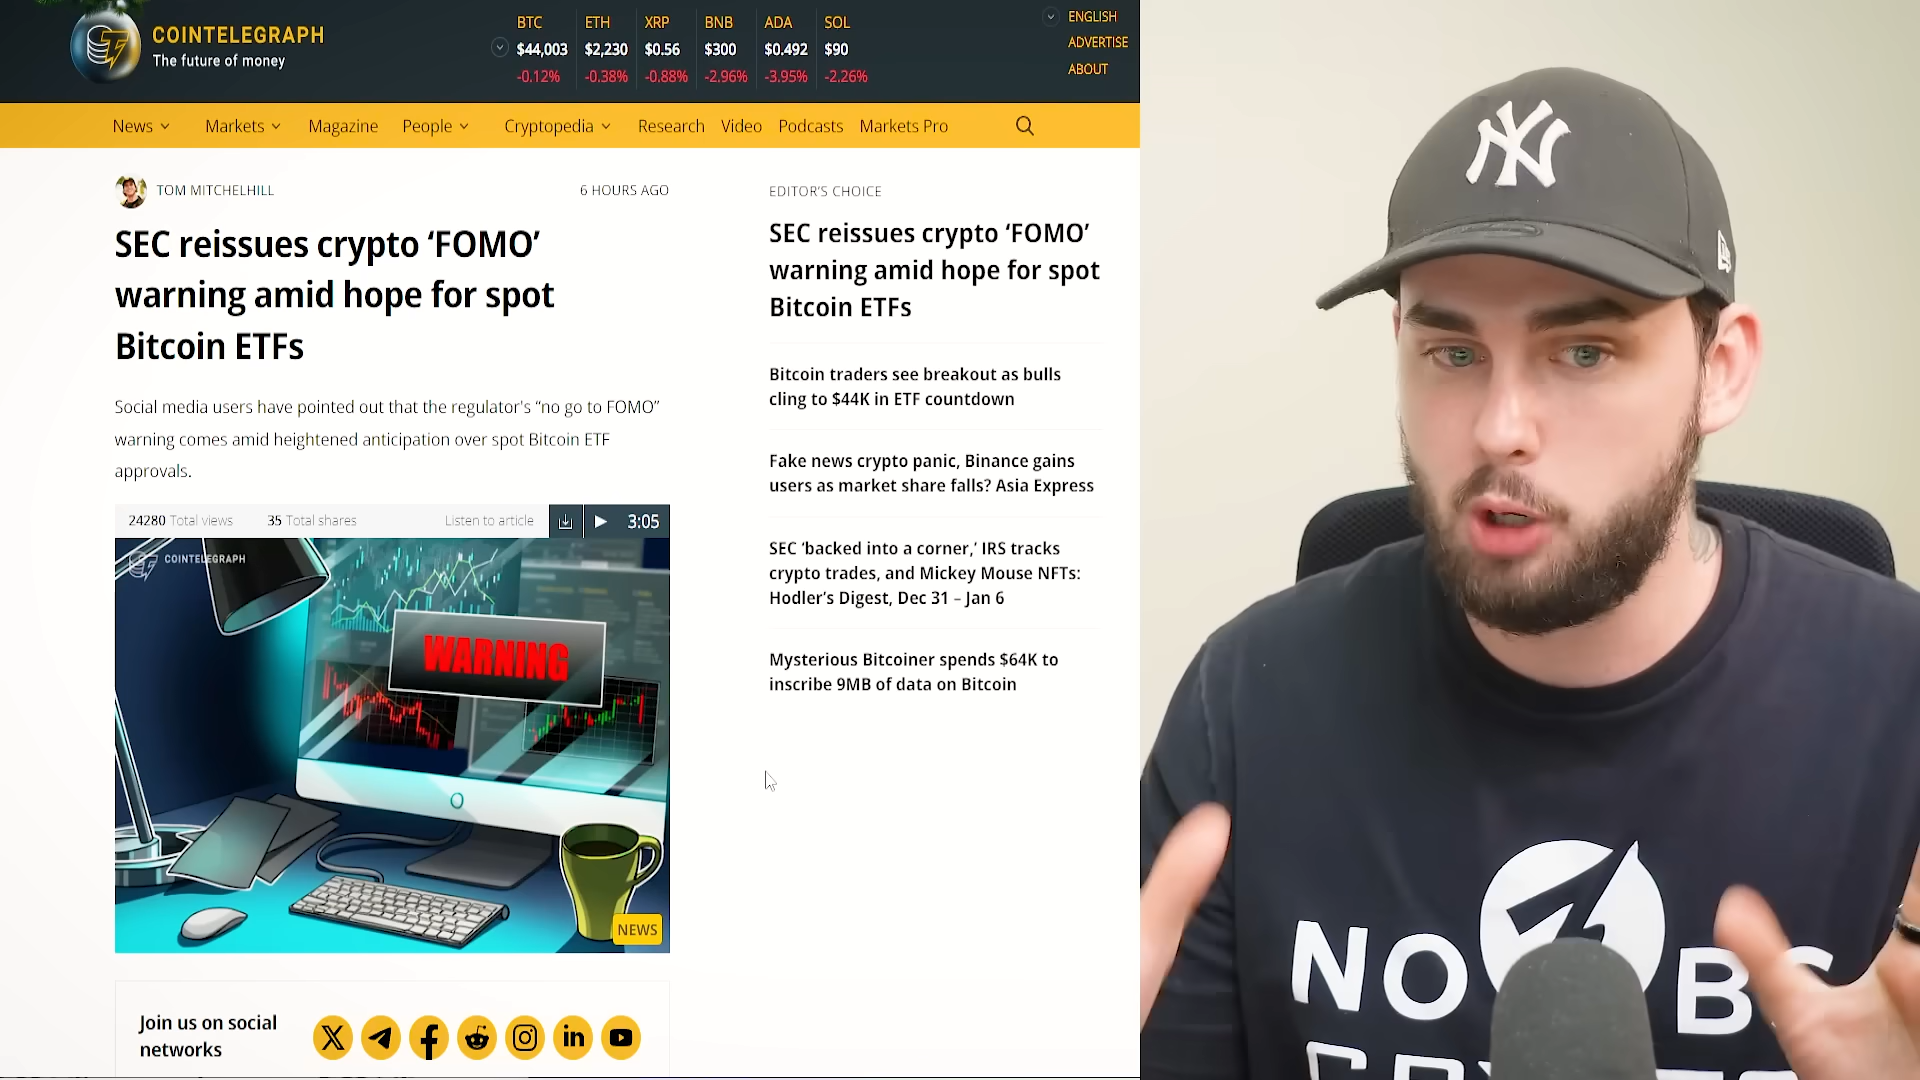 COINTELEGRAPH
The future of money
BTC ETH XRP BNB ADA SOL
$44,003 $2,230 $0.56 $300 $0.492 $90
-0.12% -0.38% -0.88% -2.96% -3.95% -2.26%
ENGLISH
ADVERTISE
ABOUT
News Markets Magazine People Cryptopedia Research Video Podcasts Markets Pro
TOM MITCHELHILL 6 HOURS AGO
SEC reissues crypto ‘FOMO’
warning amid hope for spot
Bitcoin ETFs
Social media users have pointed out that the regulator's “no go to FOMO”
warning comes amid heightened anticipation over spot Bitcoin ETF
approvals.
24280 Total views 35 Total shares Listen to article 3:05
COINTELEGRAPH
WARNING
NEWS
Join us on social
networks
EDITOR’S CHOICE
SEC reissues crypto ‘FOMO’
warning amid hope for spot
Bitcoin ETFs
Bitcoin traders see breakout as bulls
cling to $44K in ETF countdown
Fake news crypto panic, Binance gains
users as market share falls? Asia Express
SEC ‘backed into a corner,’ IRS tracks
crypto trades, and Mickey Mouse NFTs:
Hodler’s Digest, Dec 31 – Jan 6
Mysterious Bitcoiner spends $64K to
inscribe 9MB of data on Bitcoin
NY
NO BS